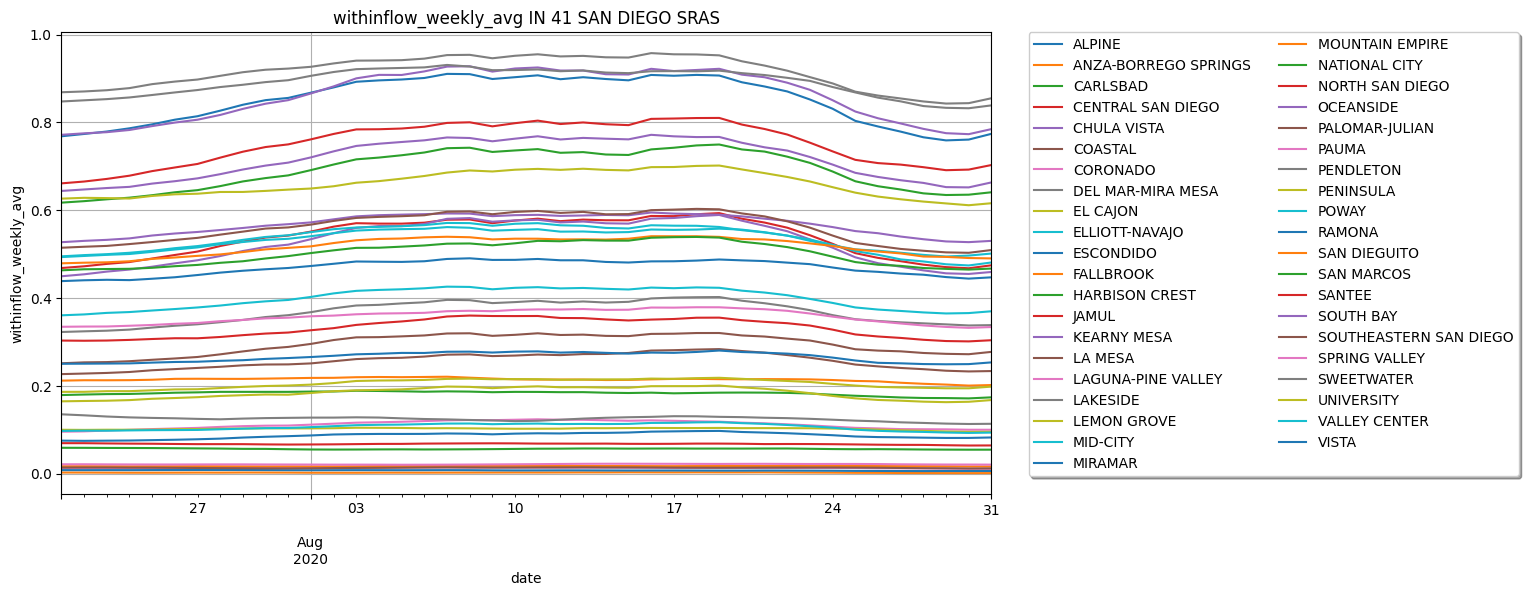 withinflow_weekly_avg IN 41 SAN DIEGO SRAS
withinflow_weekly_avg
1.0
0.8
0.6
0.4
0.2
0.0
27
03
10
17
24
31
Aug
2020
date
ALPINE
ANZA-BORREGO SPRINGS
CARLSBAD
CENTRAL SAN DIEGO
CHULA VISTA
COASTAL
CORONADO
DEL MAR-MIRA MESA
EL CAJON
ELLIOTT-NAVAJO
ESCONDIDO
FALLBROOK
HARBISON CREST
JAMUL
KEARNY MESA
LA MESA
LAGUNA-PINE VALLEY
LAKESIDE
LEMON GROVE
MID-CITY
MIRAMAR
MOUNTAIN EMPIRE
NATIONAL CITY
NORTH SAN DIEGO
OCEANSIDE
PALOMAR-JULIAN
PAUMA
PENDLETON
PENINSULA
POWAY
RAMONA
SAN DIEGUITO
SAN MARCOS
SANTEE
SOUTH BAY
SOUTHEASTERN SAN DIEGO
SPRING VALLEY
SWEETWATER
UNIVERSITY
VALLEY CENTER
VISTA